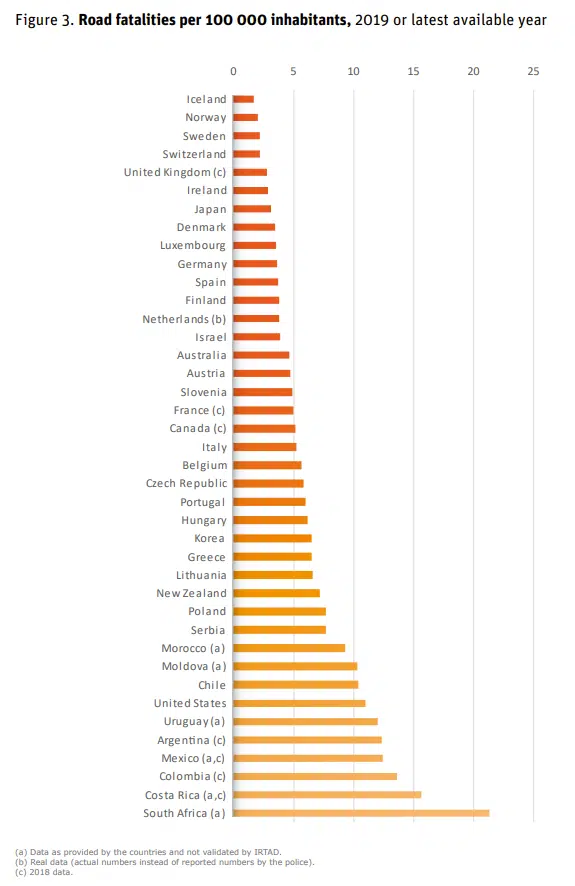 Figure 3. Road fatalities per 100 000 inhabitants, 2019 or latest available year
0 5 10 15 20 25
Iceland
Norway
Sweden
Switzerland
United Kingdom (c)
Ireland
Japan
Denmark
Luxembourg
Germany
Spain
Finland
Netherlands (b)
Israel
Australia
Austria
Slovenia
France (c)
Canada (c)
Italy
Belgium
Czech Republic
Portugal
Hungary
Korea
Greece
Lithuania
New Zealand
Poland
Serbia
Morocco (a)
Moldova (a)
Chile
United States
Uruguay (a)
Argentina (c)
Mexico (a,c)
Colombia (c)
Costa Rica (a,c)
South Africa (a)
(a) Data as provided by the countries and not validated by IRTAD.
(b) Real data (actual numbers instead of reported numbers by the police).
(c) 2018 data.